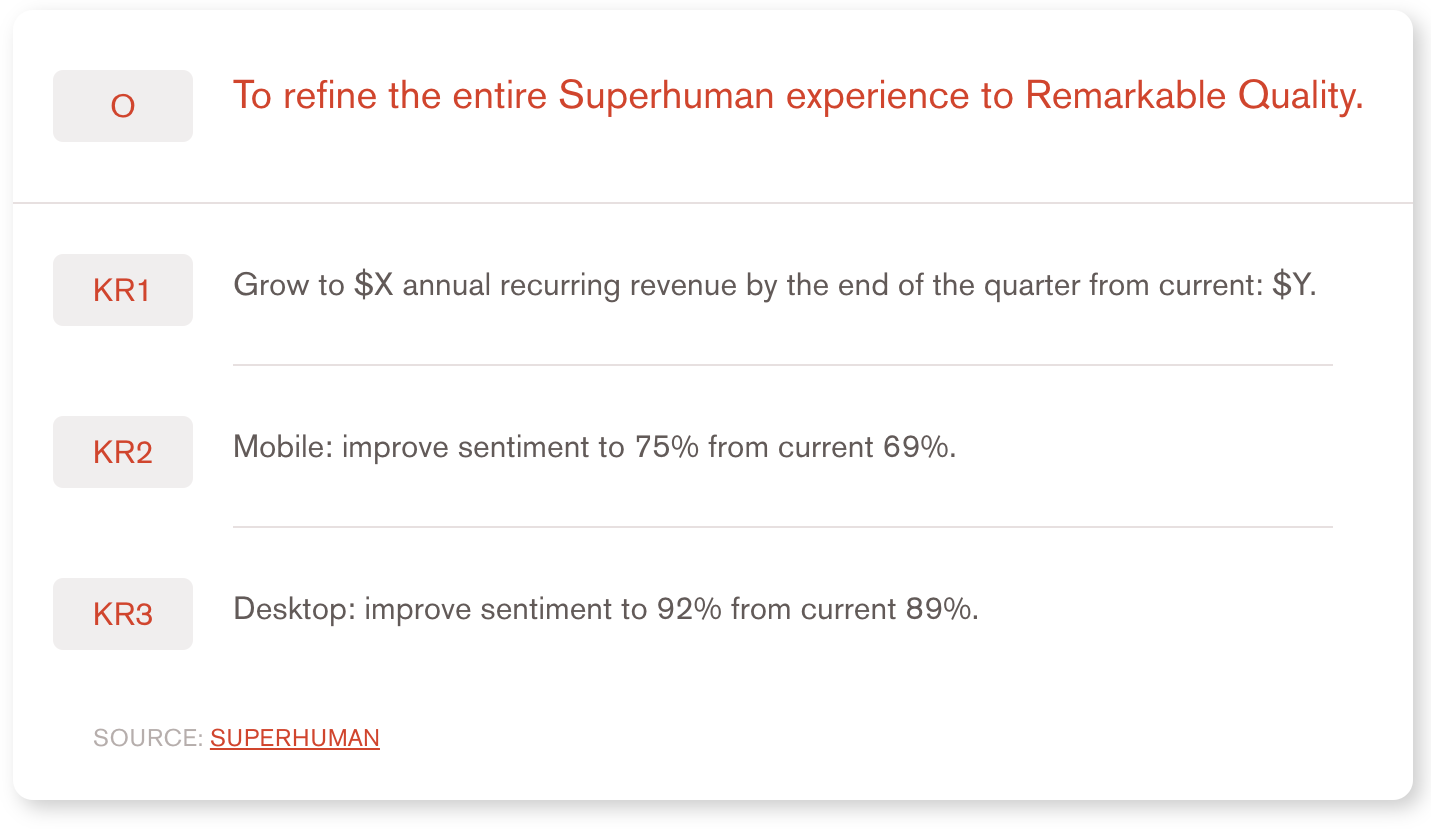 O
To refine the entire Superhuman experience to Remarkable Quality.
KR1
Grow to $X annual recurring revenue by the end of the quarter from current: $Y.
KR2
Mobile: improve sentiment to 75% from current 69%.
KR3
Desktop: improve sentiment to 92% from current 89%.
SOURCE: SUPERHUMAN